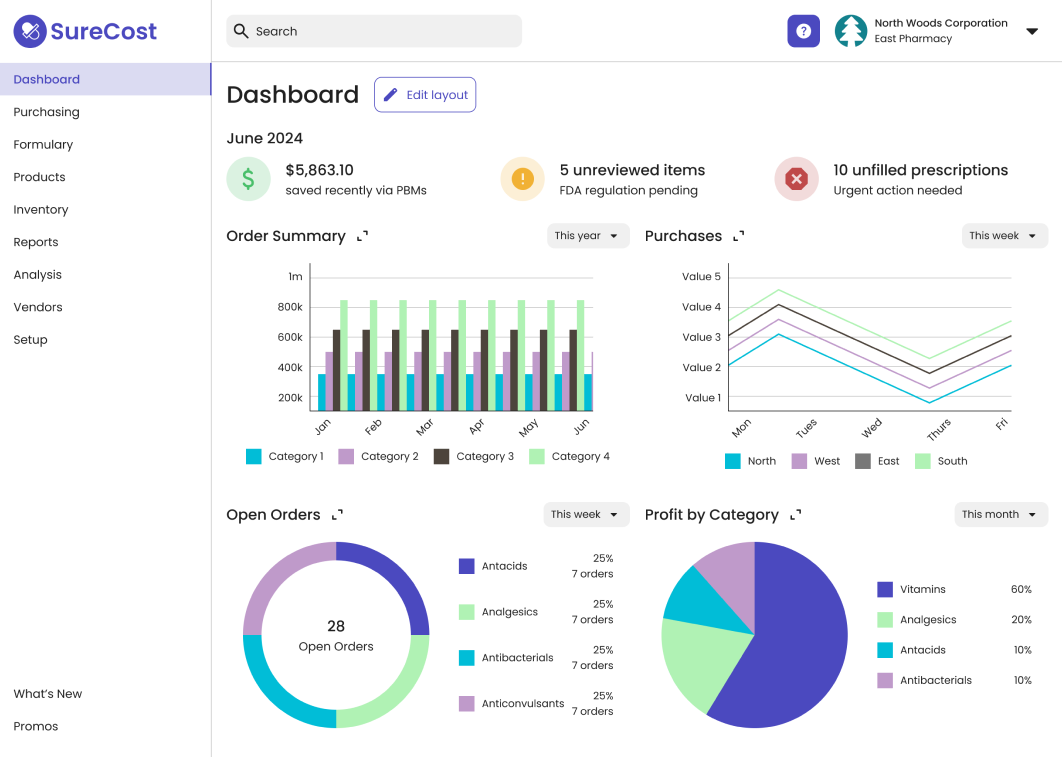 SureCost
Search
?
North Woods Corporation
East Pharmacy
Dashboard
Purchasing
Formulary
Products
Inventory
Reports
Analysis
Vendors
Setup
What's New
Promos
Dashboard
Edit layout
June 2024
$
$5,863.10
saved recently via PBMs
!
5 unreviewed items
FDA regulation pending
10 unfilled prescriptions
Urgent action needed
Order Summary
This year
1m
800k
600k
400k
200k
Jan Feb Mar Apr May Jun
Category 1 Category 2 Category 3 Category 4
Purchases
This week
Value 5
Value 4
Value 3
Value 2
Value 1
Mon Tues Wed Thurs Fri
North West East South
Open Orders
This week
28
Open Orders
Antacids 25%
7 orders
Analgesics 25%
7 orders
Antibacterials 25%
7 orders
Anticonvulsants 25%
7 orders
Profit by Category
This month
Vitamins 60%
Analgesics 20%
Antacids 10%
Antibacterials 10%